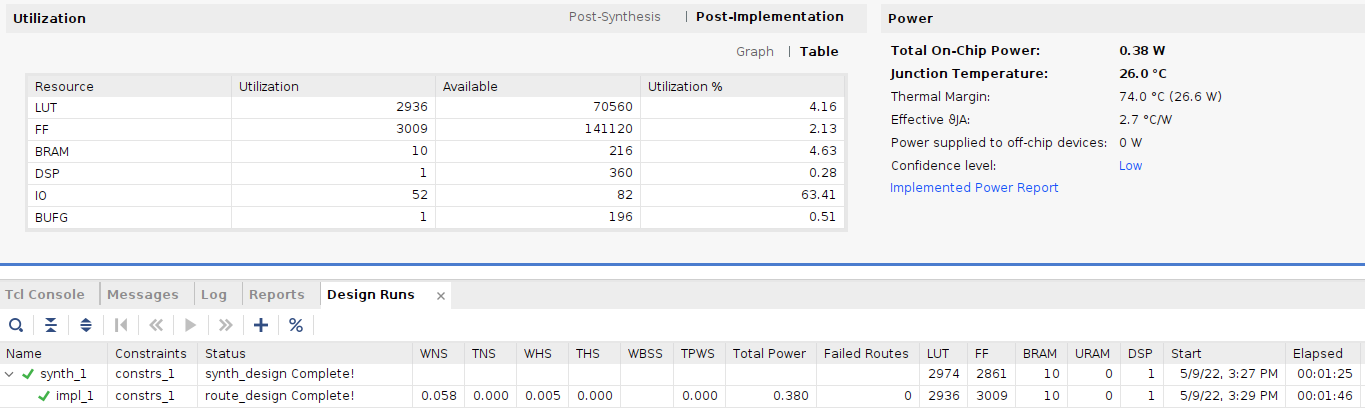 Utilization Post-Synthesis | Post-Implementation
Graph | Table
Resource Utilization Available Utilization %
LUT 2936 70560 4.16
FF 3009 141120 2.13
BRAM 10 216 4.63
DSP 1 360 0.28
IO 52 82 63.41
BUFG 1 196 0.51
Power
Total On-Chip Power: 0.38 W
Junction Temperature: 26.0 °C
Thermal Margin: 74.0 °C (26.6 W)
Effective ϑJA: 2.7 °C/W
Power supplied to off-chip devices: 0 W
Confidence level: Low
Implemented Power Report
Tcl Console Messages Log Reports Design Runs ×
Name Constraints Status WNS TNS WHS THS WBSS TPWS Total Power Failed Routes LUT FF BRAM URAM DSP Start Elapsed
synth_1 constrs_1 synth_design Complete! 2974 2861 10 0 1 5/9/22, 3:27 PM 00:01:25
impl_1 constrs_1 route_design Complete! 0.058 0.000 0.005 0.000 0.000 0.380 0 2936 3009 10 0 1 5/9/22, 3:29 PM 00:01:46